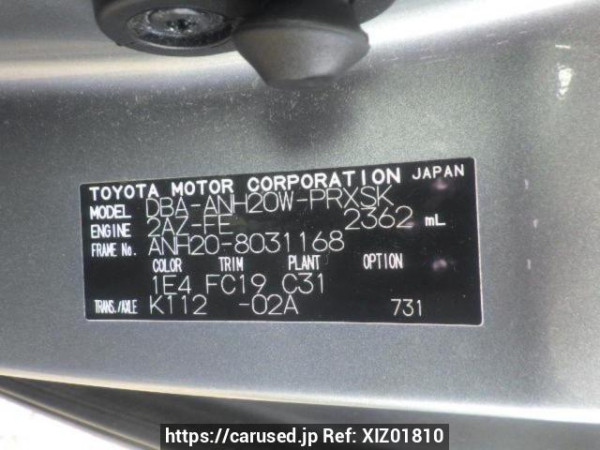 TOYOTA MOTOR CORPORATION JAPAN
MODEL DBA-ANH20W-PRXSK
ENGINE 2AZ-FE 2362 mL
FRAME No. ANH20-8031168
COLOR TRIM PLANT OPTION
1E4 FC19 C31
TRANS./AXLE K112 -02A 731
https://carused.jp Ref: XIZ01810